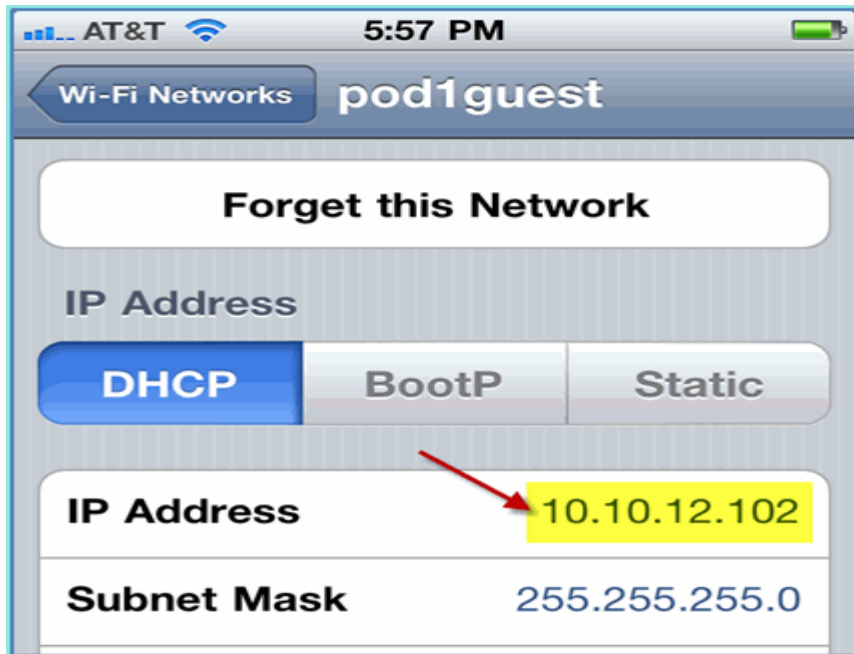 AT&T 5:57 PM
Wi-Fi Networks pod1guest
Forget this Network
IP Address
DHCP BootP Static
IP Address 10.10.12.102
Subnet Mask 255.255.255.0